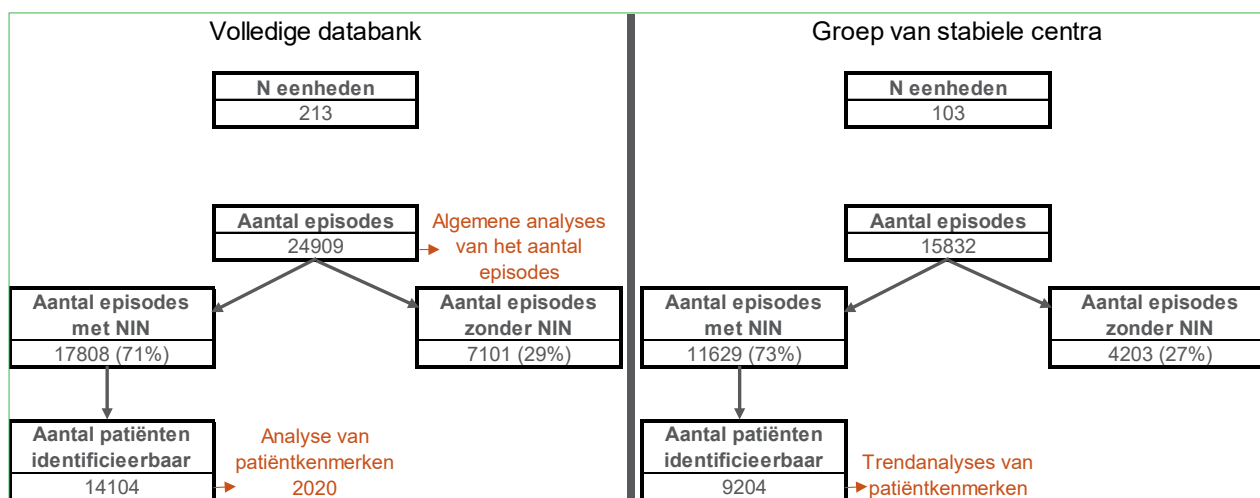 Volledige databank
N eenheden
213
Aantal episodes
24909
Algemene analyses
van het aantal
episodes
Aantal episodes
met NIN
17808 (71%)
Aantal episodes
zonder NIN
7101 (29%)
Aantal patiënten
identificieerbaar
14104
Analyse van
patiëntkenmerken
2020
Groep van stabiele centra
N eenheden
103
Aantal episodes
15832
Aantal episodes
met NIN
11629 (73%)
Aantal episodes
zonder NIN
4203 (27%)
Aantal patiënten
identificieerbaar
9204
Trendanalyses van
patiëntkenmerken